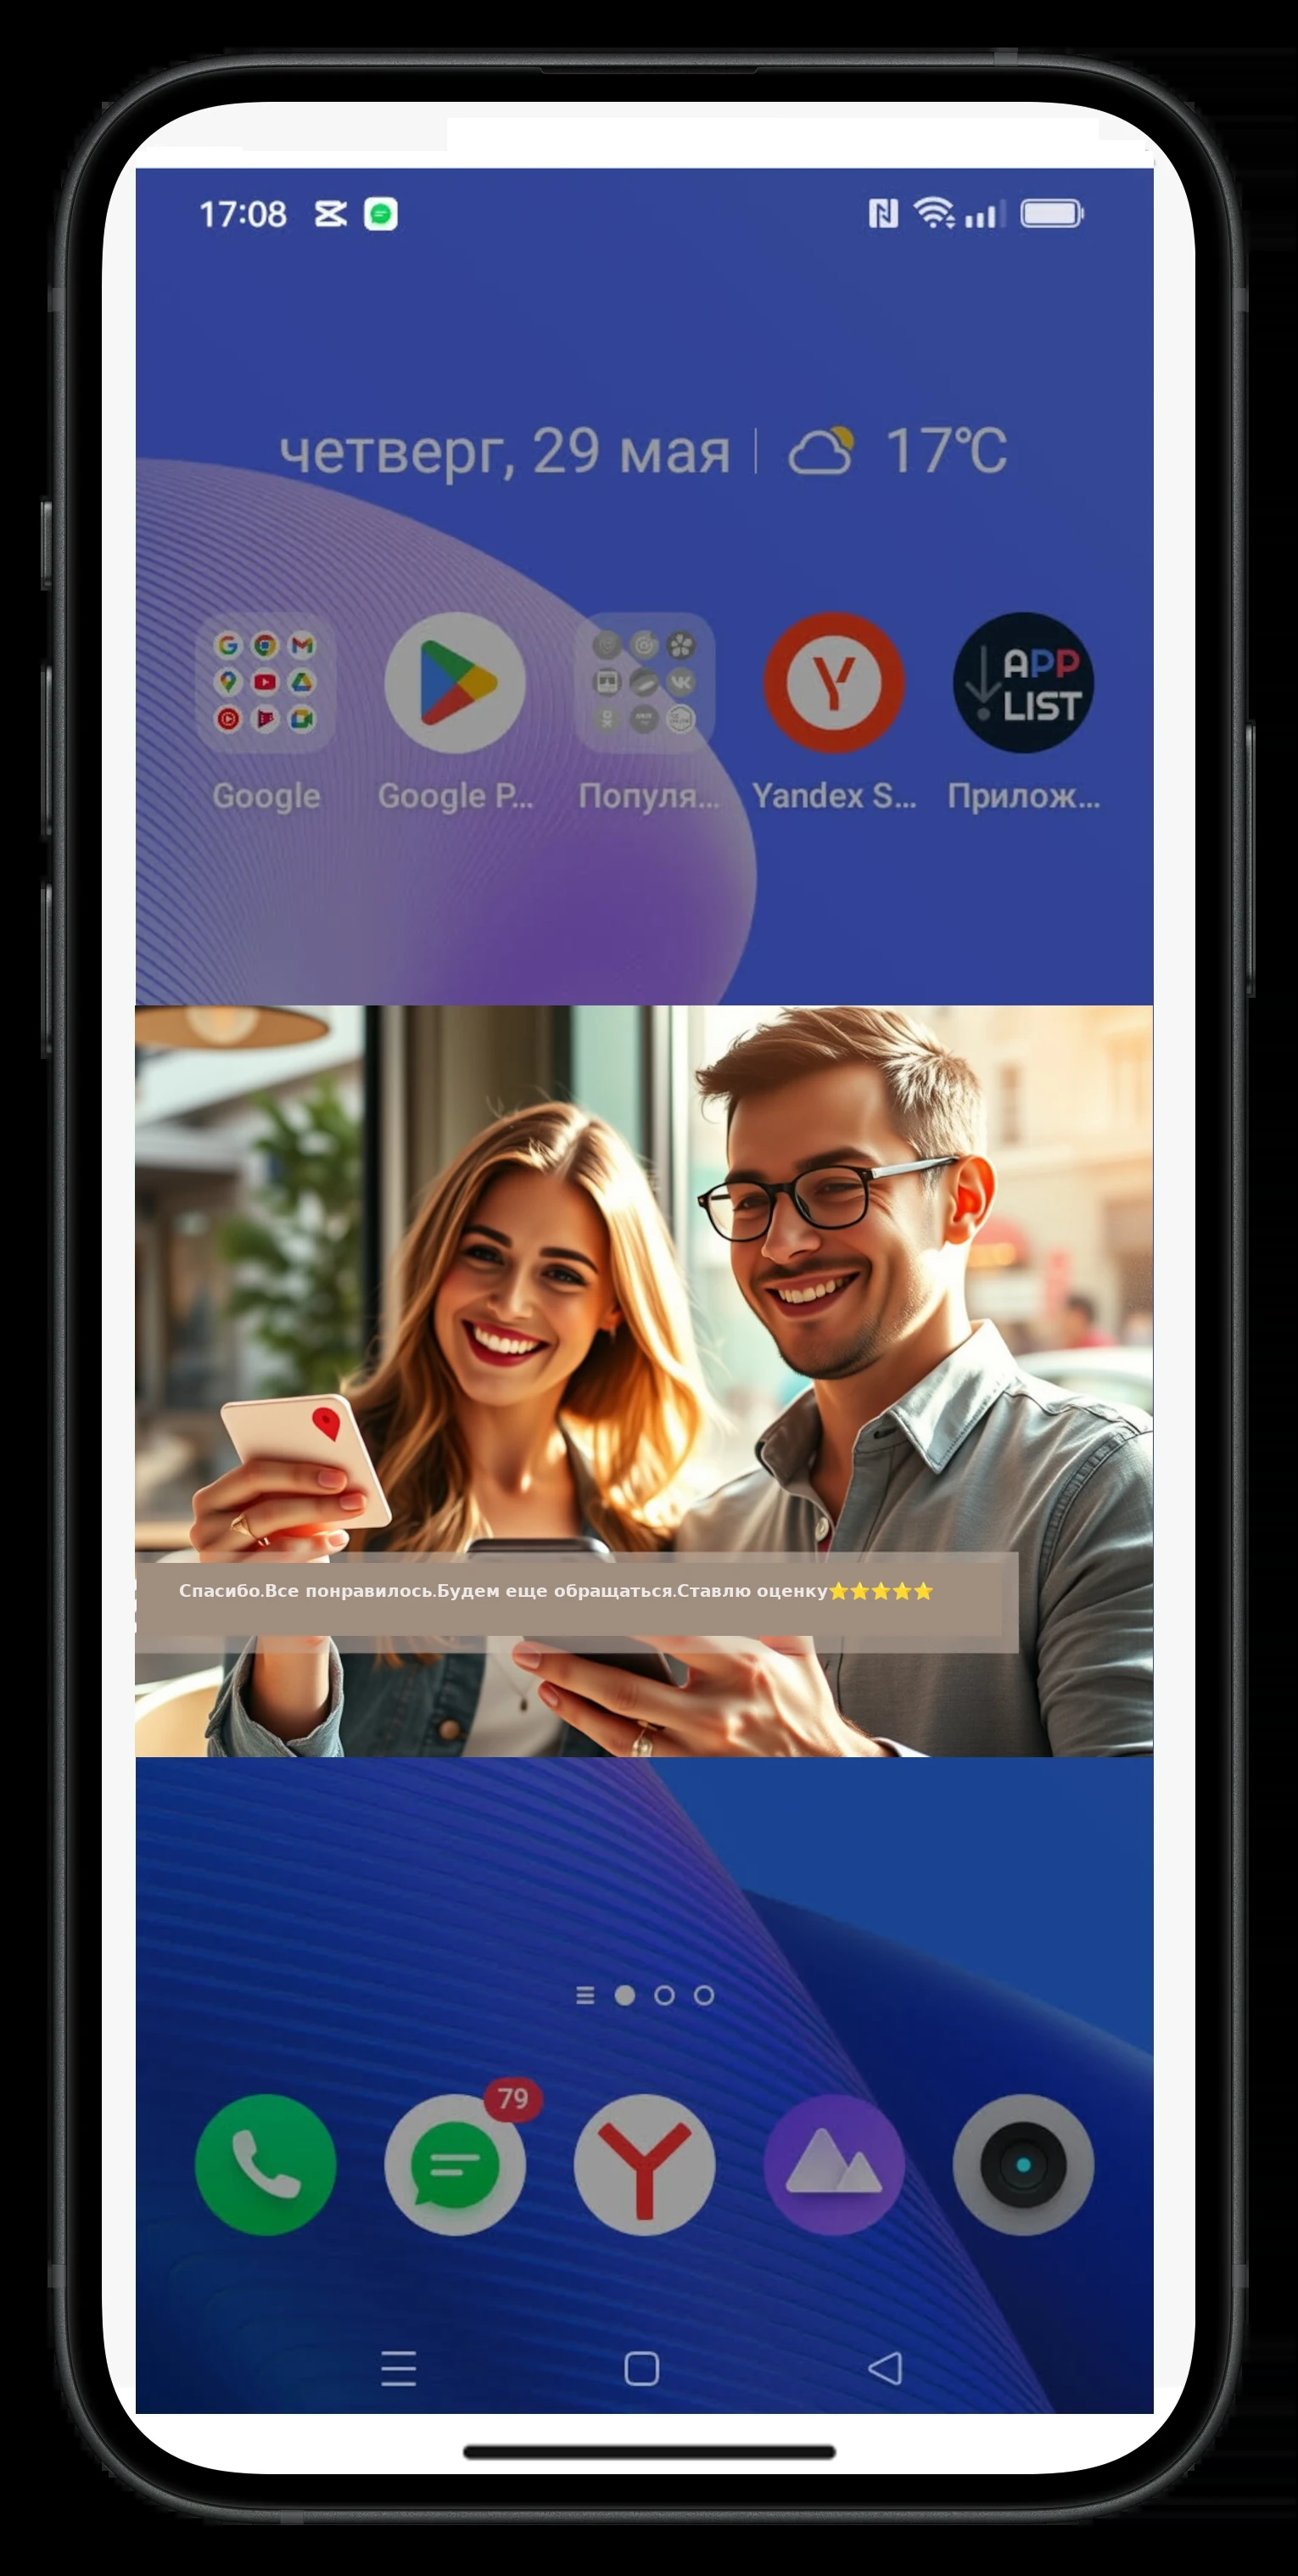 17:08
четверг, 29 мая 17°C
Google Google P... Популя... Yandex S... Прилож...
APP
LIST
Спасибо.Все понравилось.Будем еще обращаться.Ставлю оценку⭐⭐⭐⭐⭐
79